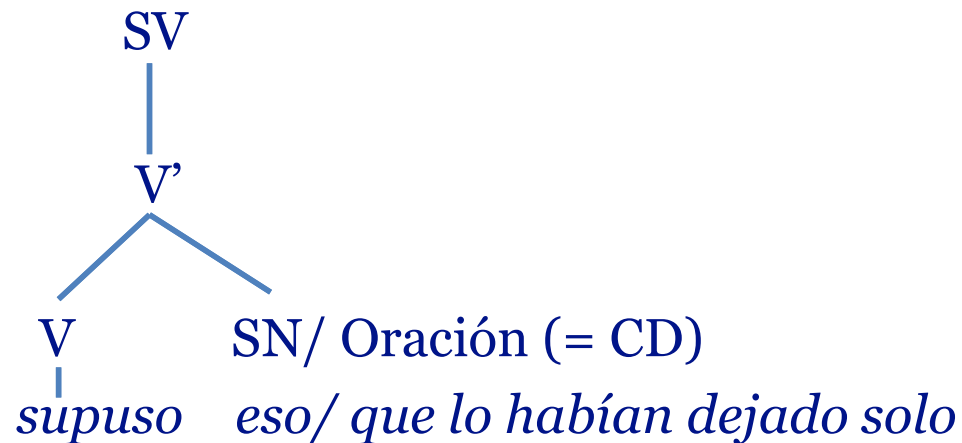 SV
V’
V SN/ Oración (= CD)
supuso eso/ que lo habían dejado solo